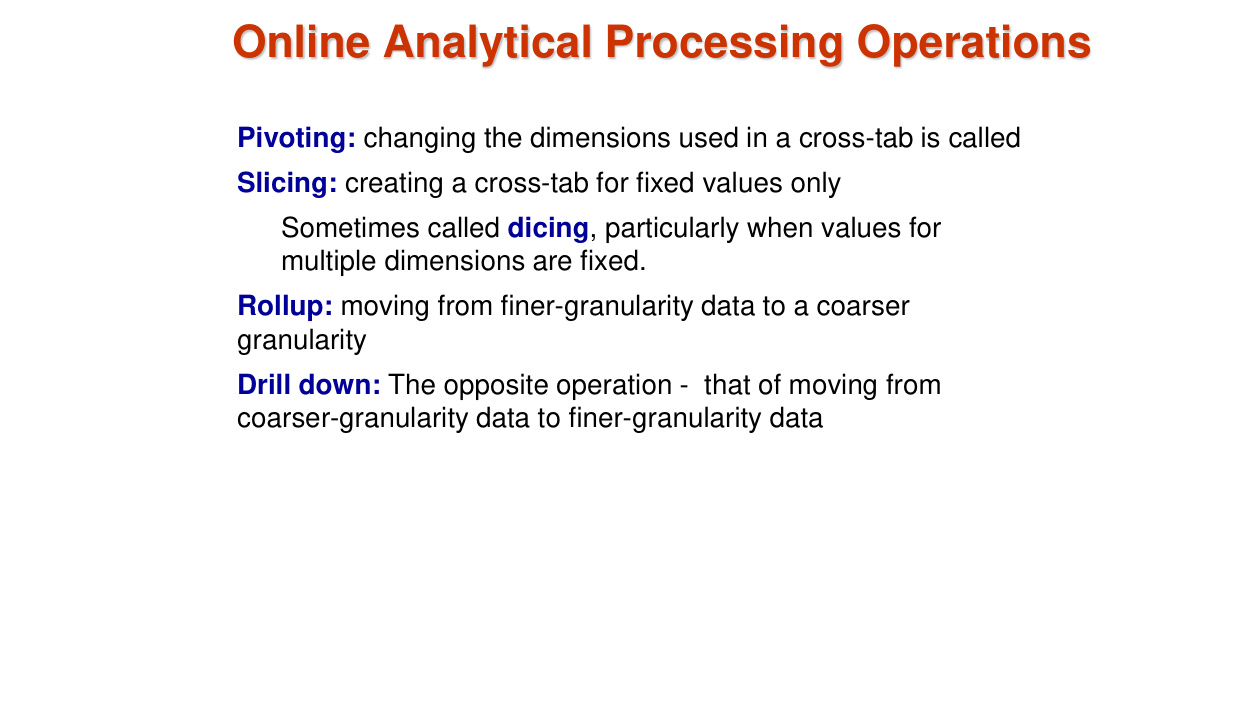 Online Analytical Processing Operations
Pivoting: changing the dimensions used in a cross-tab is called
Slicing: creating a cross-tab for fixed values only
Sometimes called dicing, particularly when values for
multiple dimensions are fixed.
Rollup: moving from finer-granularity data to a coarser
granularity
Drill down: The opposite operation -  that of moving from
coarser-granularity data to finer-granularity data